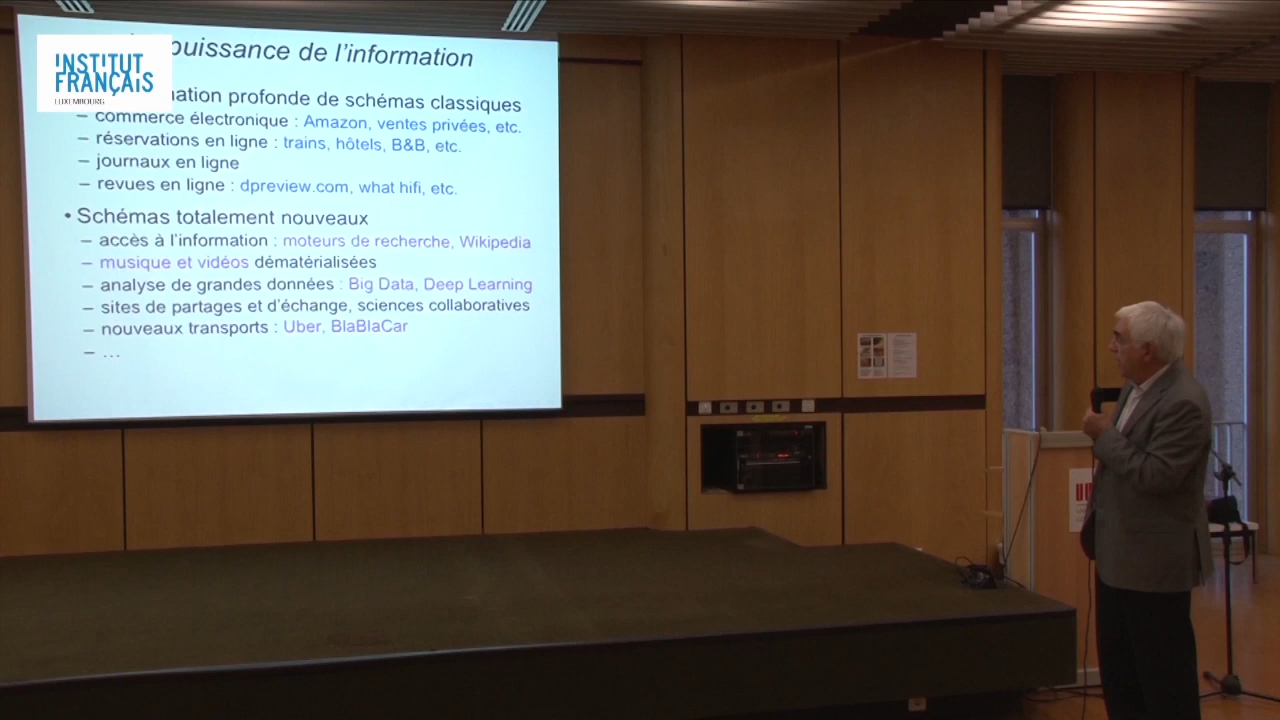 INSTITUT
FRANÇAIS
LUXEMBOURG
puissance de l'information
mation profonde de schémas classiques
– commerce électronique : Amazon, ventes privées, etc.
– réservations en ligne : trains, hôtels, B&B, etc.
– journaux en ligne
– revues en ligne : dpreview.com, what hifi, etc.
• Schémas totalement nouveaux
– accès à l'information : moteurs de recherche, Wikipedia
– musique et vidéos dématérialisées
– analyse de grandes données : Big Data, Deep Learning
– sites de partages et d'échange, sciences collaboratives
– nouveaux transports : Uber, BlaBlaCar
– …